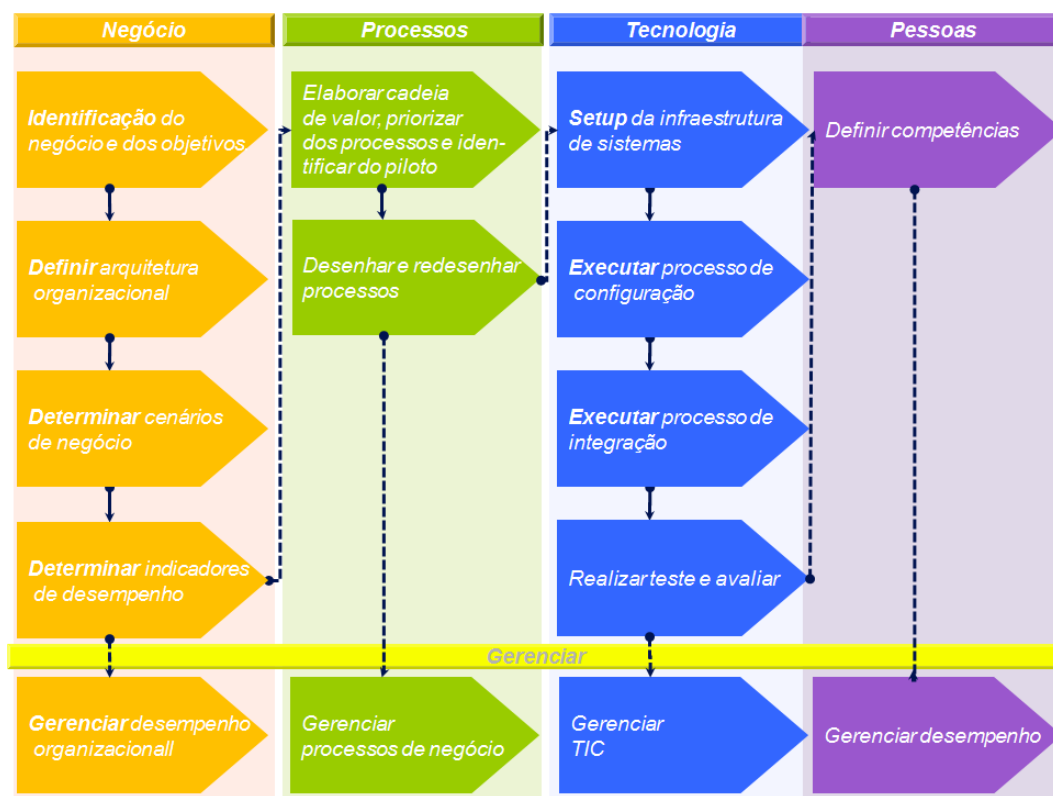 Negócio
Processos
Tecnologia
Pessoas
Identificação do
negócio e dos objetivos
Elaborar cadeia
de valor, priorizar
dos processos e iden-
tificar do piloto
Setup da infraestrutura
de sistemas
Definir competências
Definir arquitetura
organizacional
Desenhar e redesenhar
processos
Executar processo de
configuração
Determinar cenários
de negócio
Executar processo de
integração
Determinar indicadores
de desempenho
Realizar teste e avaliar
Gerenciar
Gerenciar desempenho
organizacionall
Gerenciar
processos de negócio
Gerenciar
TIC
Gerenciar desempenho